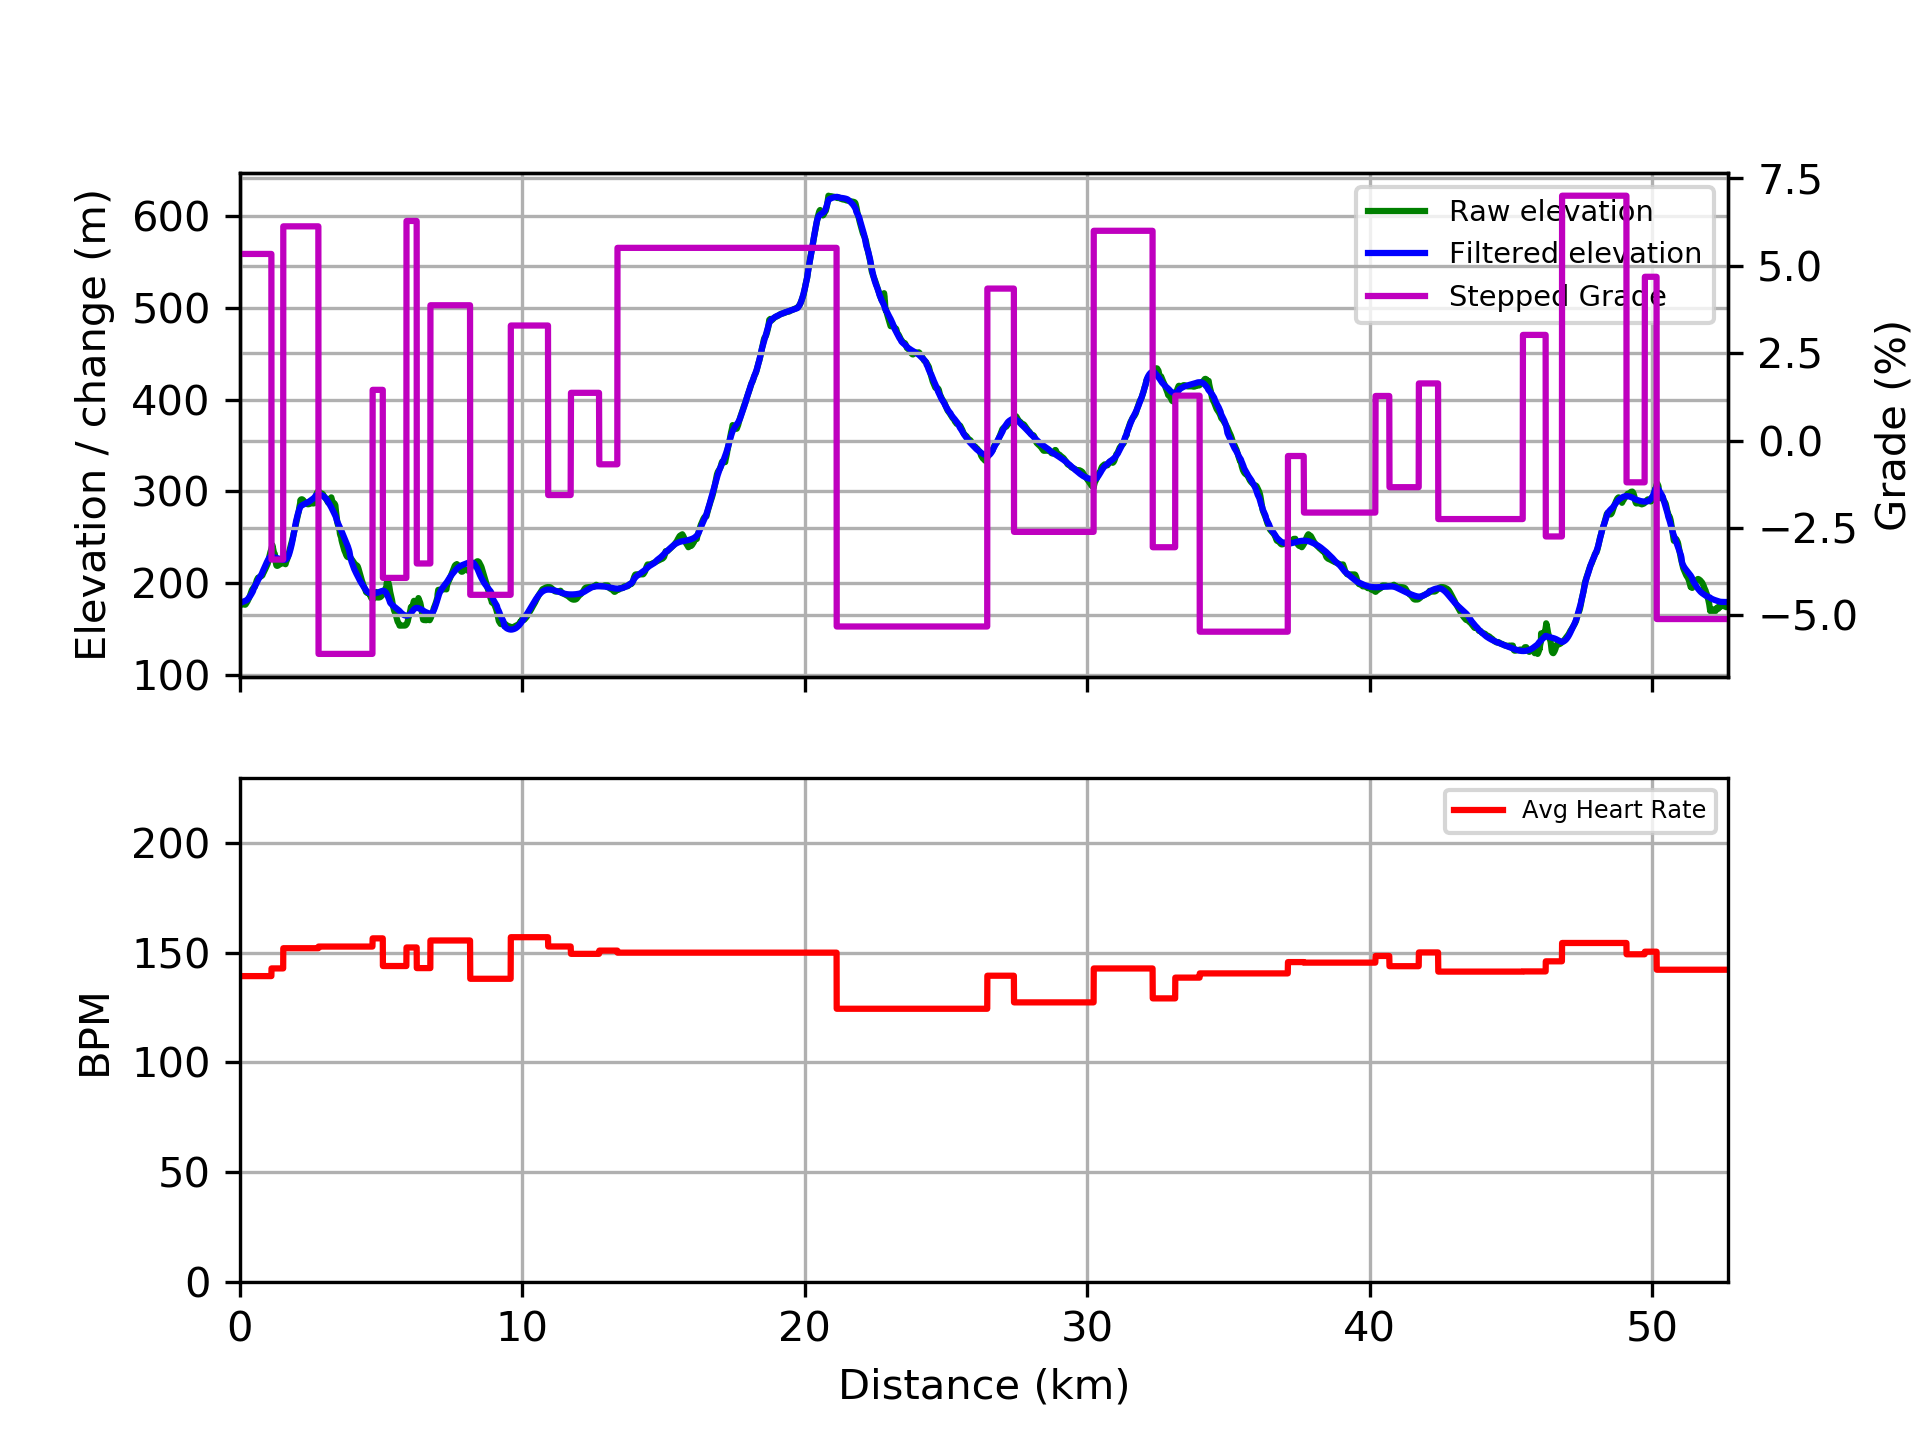 Elevation / change (m)
600
500
400
300
200
100
Raw elevation
Filtered elevation
Stepped Grade
7.5
5.0
2.5
0.0
−2.5
−5.0
Grade (%)
BPM
200
150
100
50
0
Avg Heart Rate
0 10 20 30 40 50
Distance (km)